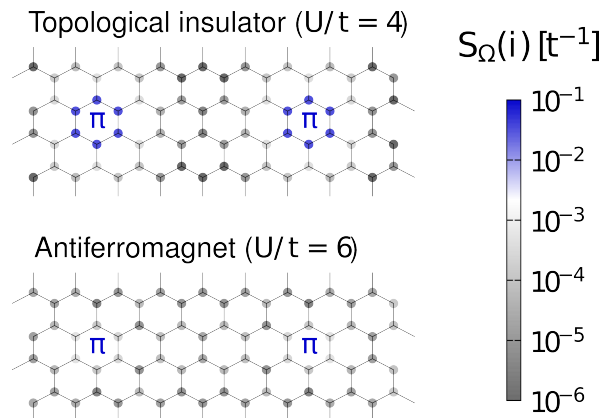 Topological insulator (U/t = 4)
S_Ω(i) [t⁻¹]
π π
10⁻¹
10⁻²
10⁻³
10⁻⁴
10⁻⁵
10⁻⁶
Antiferromagnet (U/t = 6)
π π